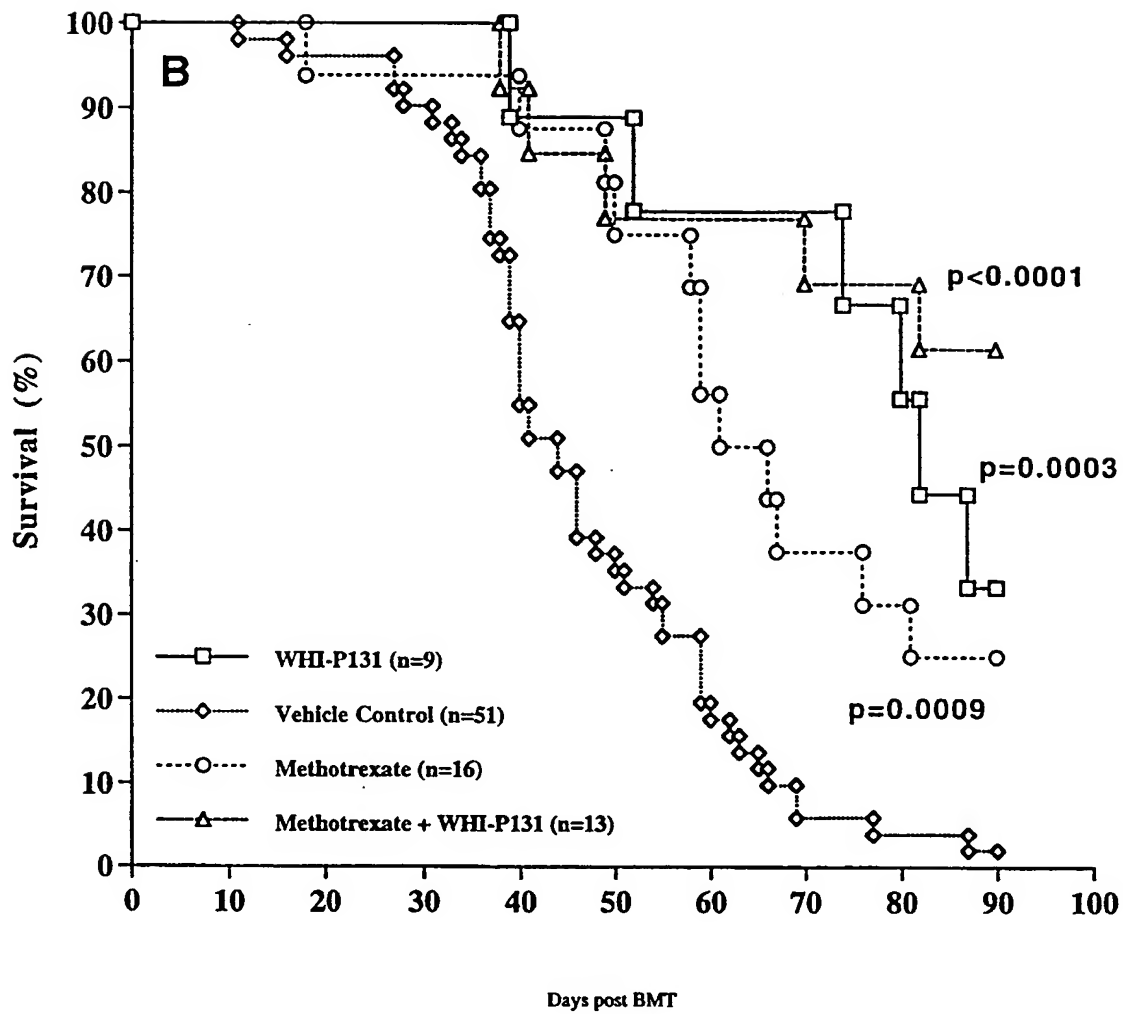 100
B
90
80
70
60
50
40
30
20
10
0
Survival (%)
p<0.0001
p=0.0003
p=0.0009
WHI-P131 (n=9)
Vehicle Control (n=51)
Methotrexate (n=16)
Methotrexate + WHI-P131 (n=13)
0 10 20 30 40 50 60 70 80 90 100
Days post BMT